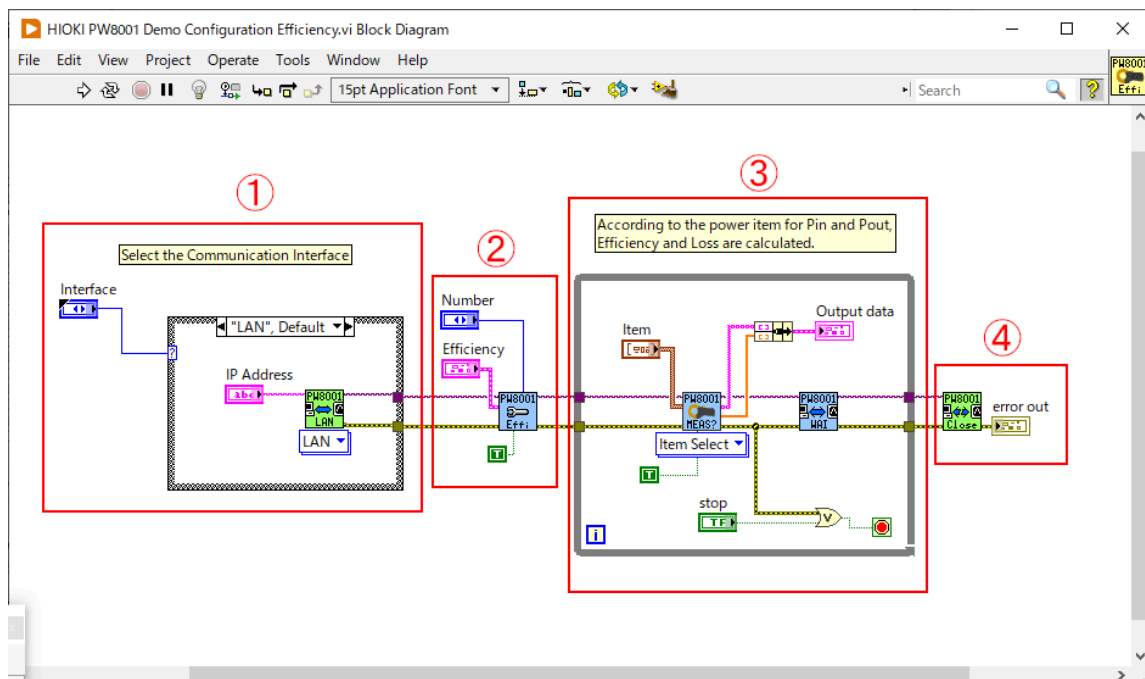 HIOKI PW8001 Demo Configuration Efficiency.vi Block Diagram
File Edit View Project Operate Tools Window Help
15pt Application Font
Search
PW8001
Effi
①
Select the Communication Interface
Interface
"LAN", Default
?
IP Address
abc
PW8001
LAN
LAN
②
Number
Efficiency
PW8001
Effi
T
③
According to the power item for Pin and Pout,
Efficiency and Loss are calculated.
Item
Output data
PW8001
MEAS?
Item Select
T
PW8001
WAI
stop
TF
V
i
④
PW8001
Close
error out